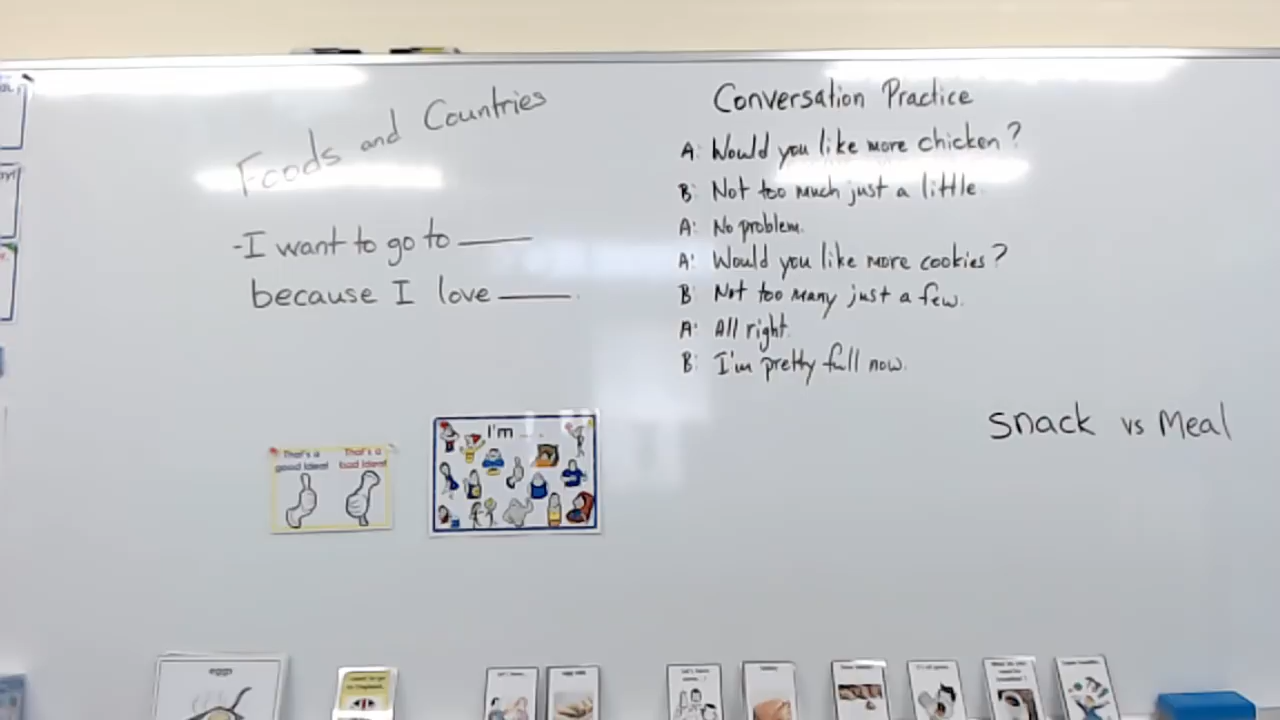 Foods and Countries
-I want to go to ____
because I love ____.
Conversation Practice
A: Would you like more chicken?
B: Not too much just a little.
A: No problem.
A: Would you like more cookies?
B: Not too many just a few.
A: All right.
B: I'm pretty full now.
snack vs Meal
That's a good idea!
That's a bad idea!
I'm ....
eggs